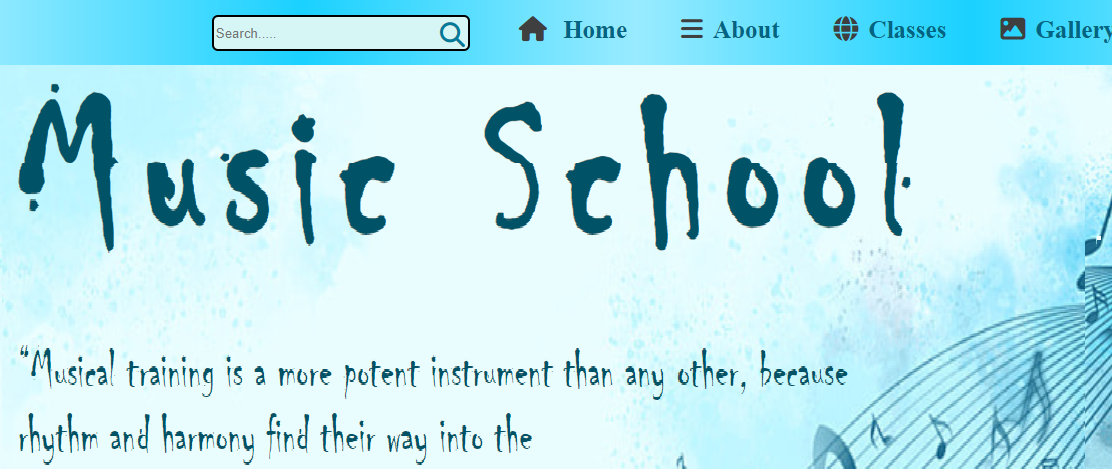 Search.....
Home
About
Classes
Gallery
Music School
“Musical training is a more potent instrument than any other, because
rhythm and harmony find their way into the